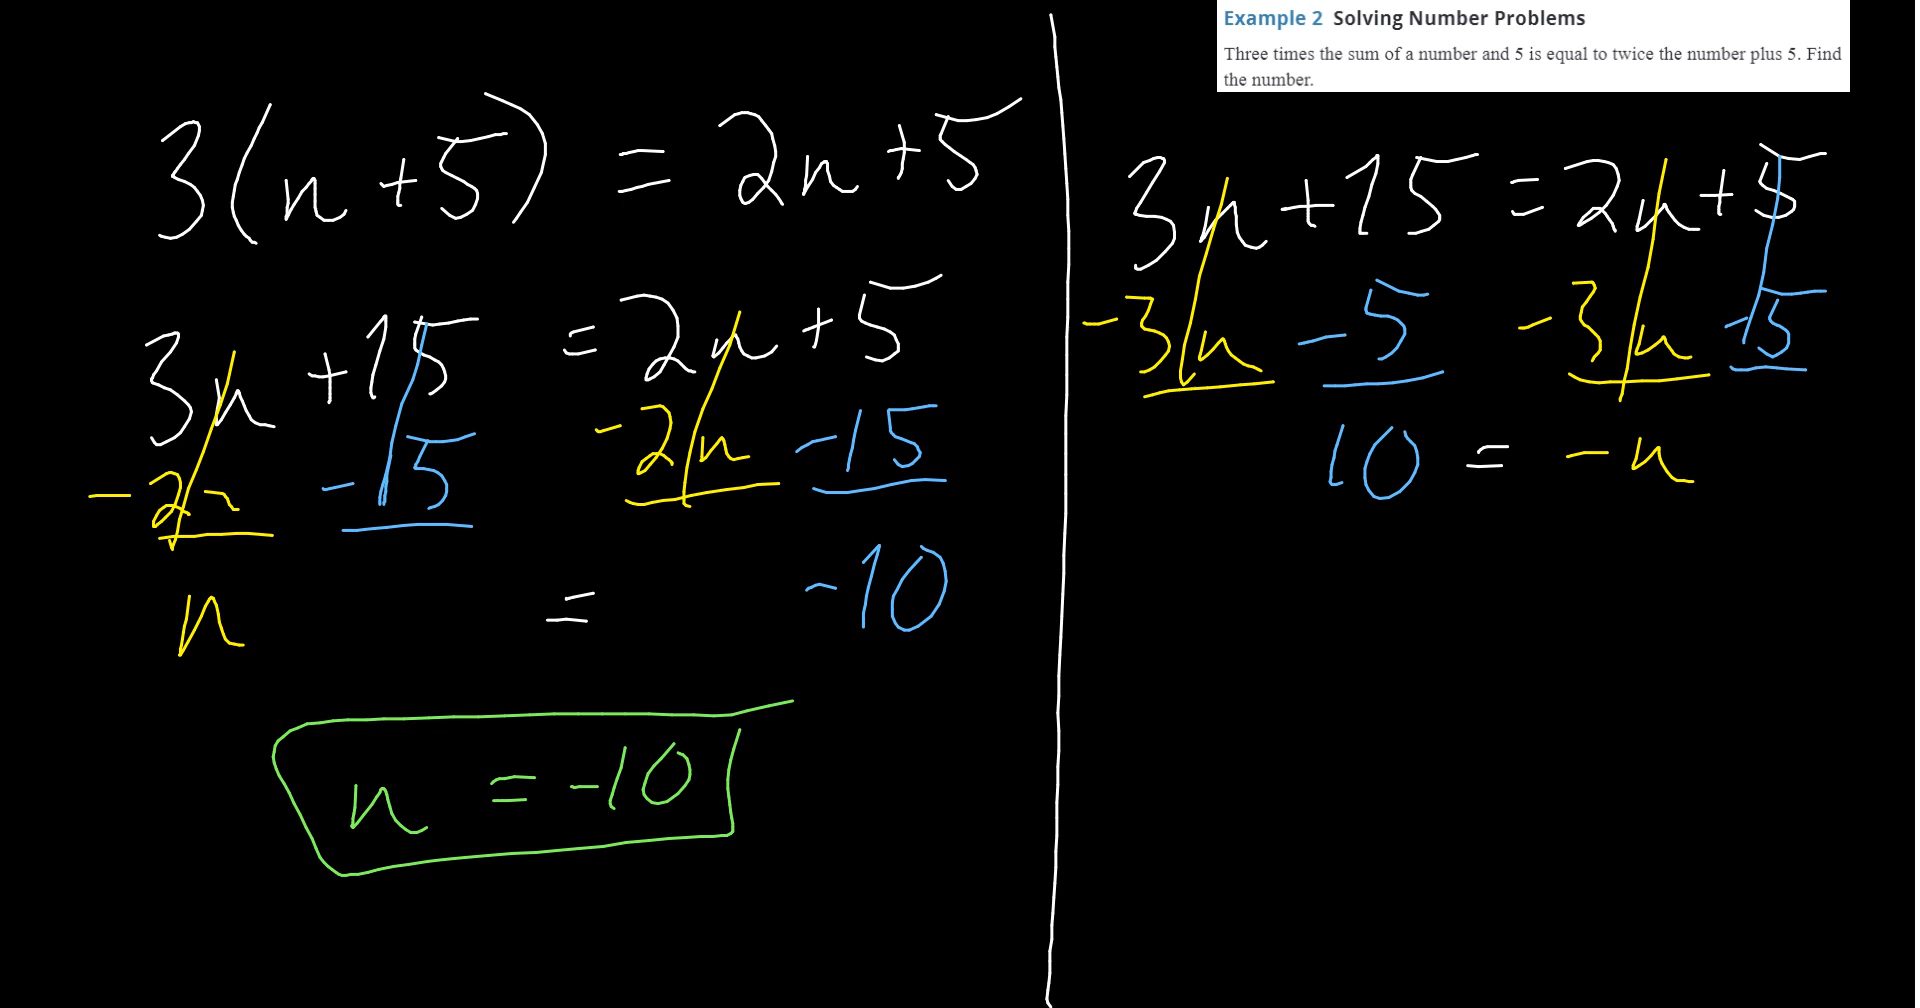 3(n+5) = 2n+5
3n +15 = 2n +5
-2n -15 -2n -15
n = -10
n = -10
Example 2 Solving Number Problems
Three times the sum of a number and 5 is equal to twice the number plus 5. Find
the number.
3n +15 = 2n+5
-3n -5 -3n -5
10 = -n